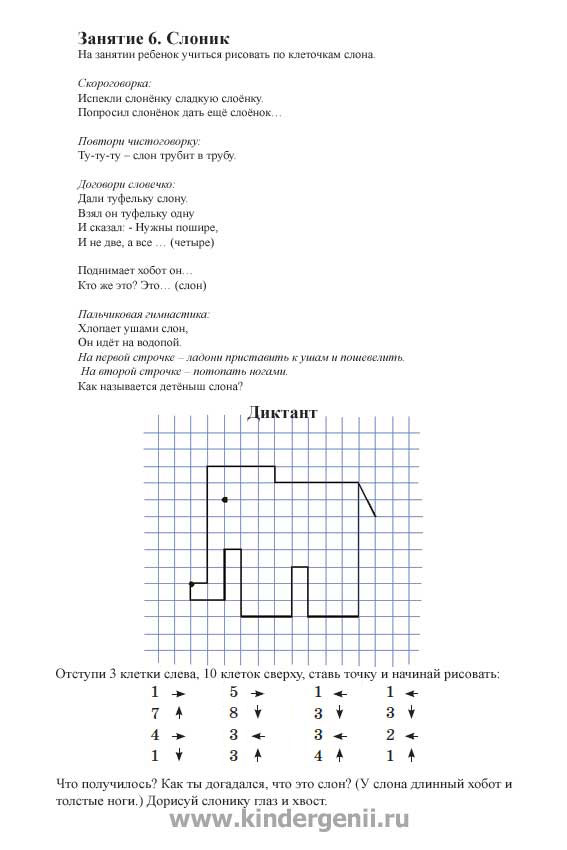 Занятие 6. Слоник
На занятии ребенок учиться рисовать по клеточкам слона.
Скороговорка:
Испекли слонёнку сладкую слоёнку.
Попросил слонёнок дать ещё слоёнок…
Повтори чистоговорку:
Ту-ту-ту – слон трубит в трубу.
Договори словечко:
Дали туфельку слону.
Взял он туфельку одну
И сказал: - Нужны пошире,
И не две, а все … (четыре)
Поднимает хобот он…
Кто же это? Это… (слон)
Пальчиковая гимнастика:
Хлопает ушами слон,
Он идёт на водопой.
На первой строчке – ладони приставить к ушам и пошевелить.
На второй строчке – потопать ногами.
Как называется детёныш слона?
Диктант
Отступи 3 клетки слева, 10 клеток сверху, ставь точку и начинай рисовать:
1 → 5 → 1 ← 1 ←
7 ↑ 8 ↓ 3 ↓ 3 ↓
4 → 3 ← 3 ← 2 ←
1 ↓ 3 ↑ 4 ↑ 1 ↑
Что получилось? Как ты догадался, что это слон? (У слона длинный хобот и
толстые ноги.) Дорисуй слонику глаз и хвост.
www.kindergenii.ru